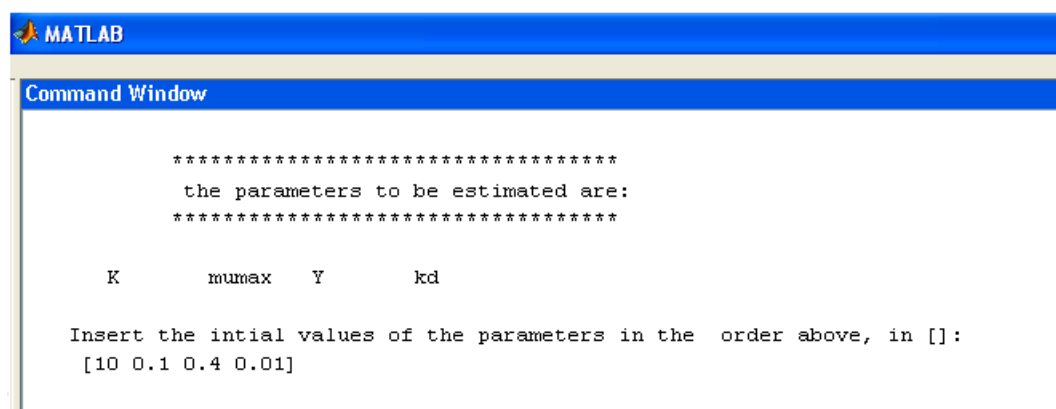 MATLAB
Command Window
***********************************
the parameters to be estimated are:
***********************************
K mumax Y kd
Insert the intial values of the parameters in the order above, in []:
[10 0.1 0.4 0.01]